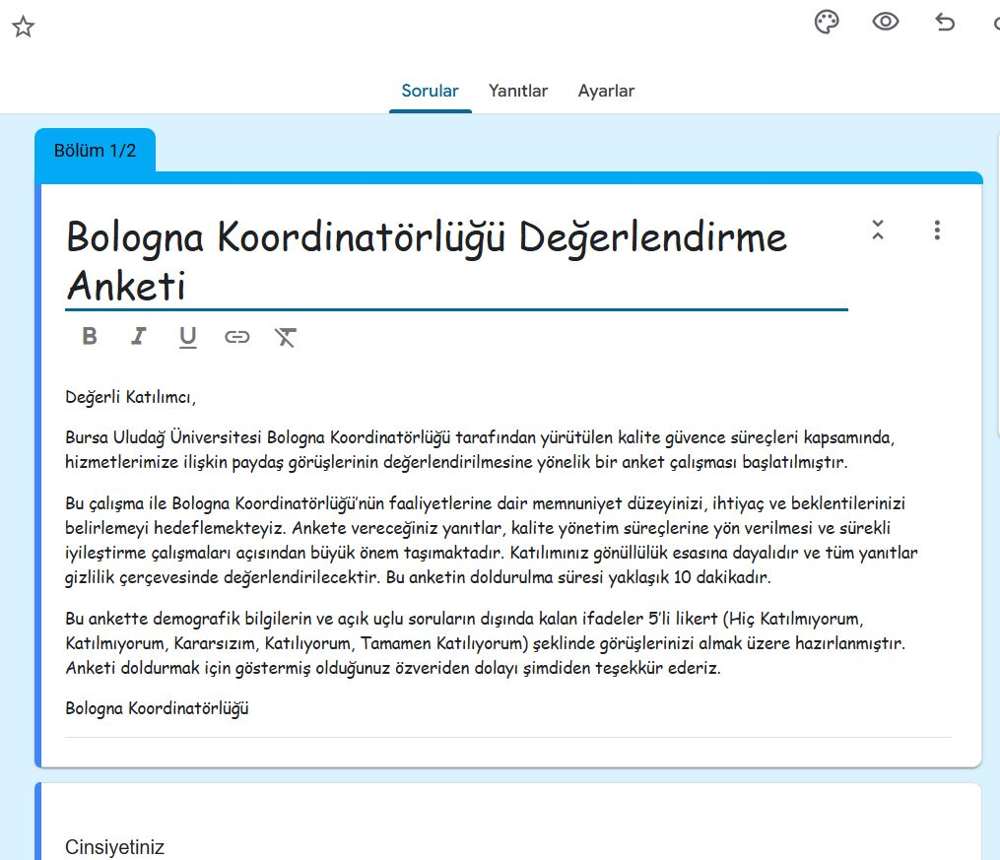 Sorular Yanıtlar Ayarlar
Bölüm 1/2
Bologna Koordinatörlüğü Değerlendirme
Anketi
B I U
Değerli Katılımcı,
Bursa Uludağ Üniversitesi Bologna Koordinatörlüğü tarafından yürütülen kalite güvence süreçleri kapsamında,
hizmetlerimize ilişkin paydaş görüşlerinin değerlendirilmesine yönelik bir anket çalışması başlatılmıştır.
Bu çalışma ile Bologna Koordinatörlüğü'nün faaliyetlerine dair memnuniyet düzeyinizi, ihtiyaç ve beklentilerinizi
belirlemeyi hedeflemekteyiz. Ankete vereceğiniz yanıtlar, kalite yönetim süreçlerine yön verilmesi ve sürekli
iyileştirme çalışmaları açısından büyük önem taşımaktadır. Katılımınız gönüllülük esasına dayalıdır ve tüm yanıtlar
gizlilik çerçevesinde değerlendirilecektir. Bu anketin doldurulma süresi yaklaşık 10 dakikadır.
Bu ankette demografik bilgilerin ve açık uçlu soruların dışında kalan ifadeler 5'li likert (Hiç Katılmıyorum,
Katılmıyorum, Kararsızım, Katılıyorum, Tamamen Katılıyorum) şeklinde görüşlerinizi almak üzere hazırlanmıştır.
Anketi doldurmak için göstermiş olduğunuz özveriden dolayı şimdiden teşekkür ederiz.
Bologna Koordinatörlüğü
Cinsiyetiniz